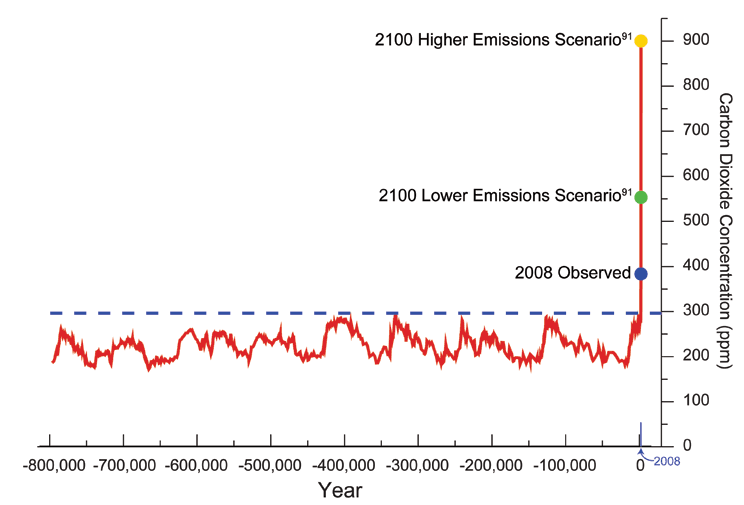 2100 Higher Emissions Scenario91
900
800
700
2100 Lower Emissions Scenario91
600
500
2008 Observed
400
300
200
100
0
Carbon Dioxide Concentration (ppm)
-800,000 -700,000 -600,000 -500,000 -400,000 -300,000 -200,000 -100,000 0 2008
Year